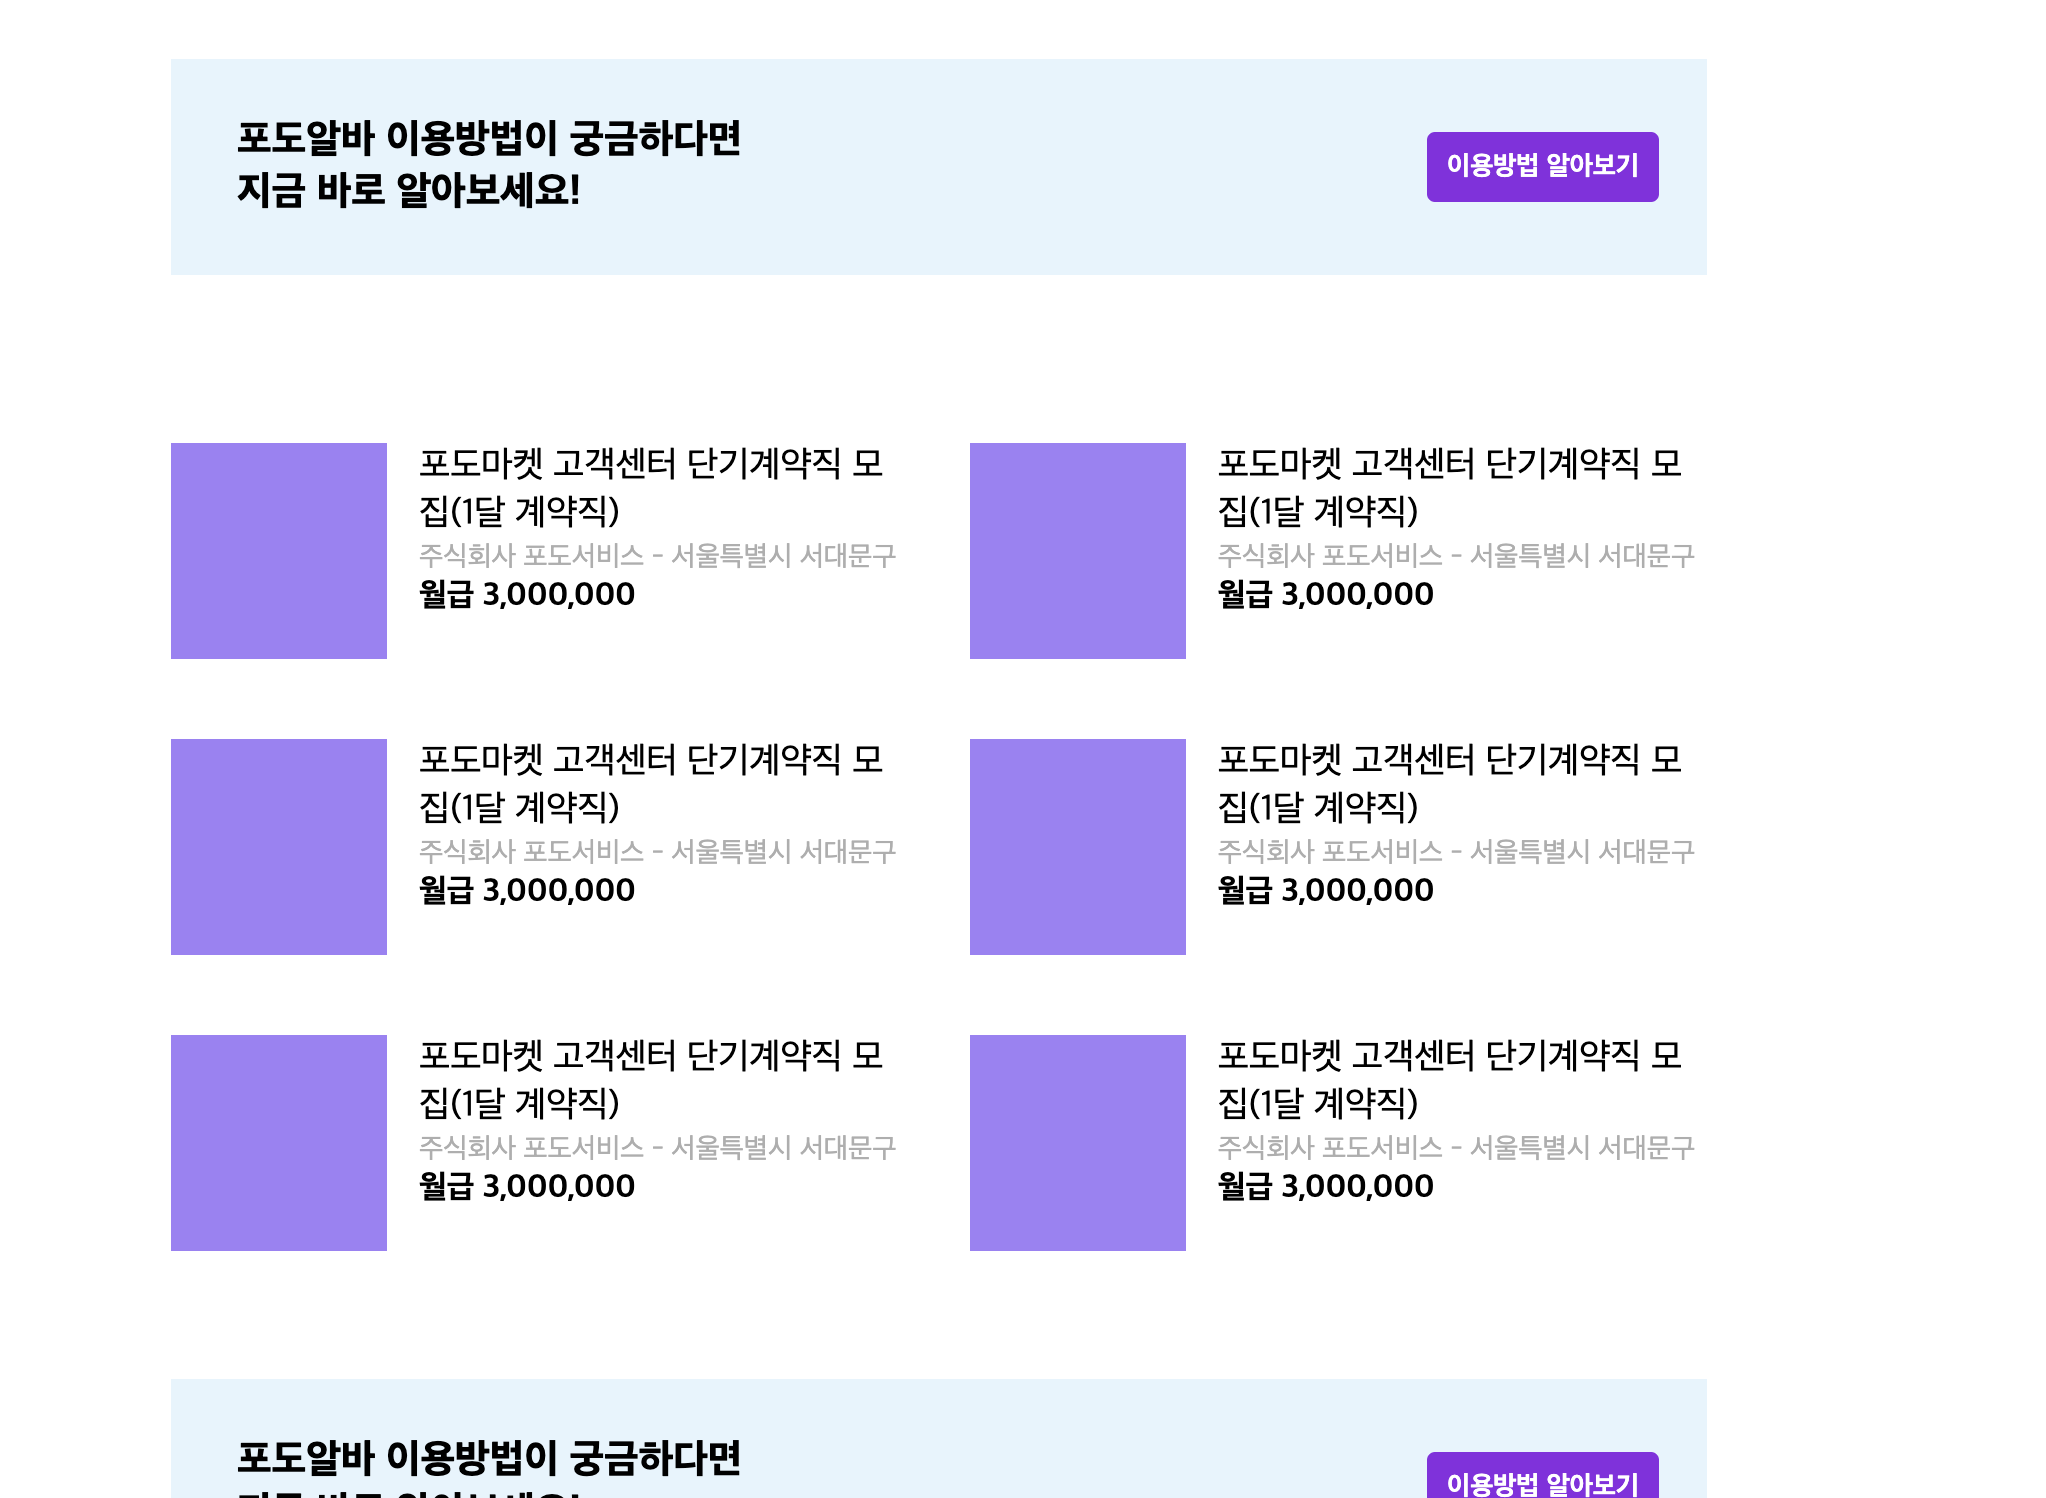 포도알바 이용방법이 궁금하다면
지금 바로 알아보세요!
이용방법 알아보기
포도마켓 고객센터 단기계약직 모
집(1달 계약직)
주식회사 포도서비스 - 서울특별시 서대문구
월급 3,000,000
포도마켓 고객센터 단기계약직 모
집(1달 계약직)
주식회사 포도서비스 - 서울특별시 서대문구
월급 3,000,000
포도마켓 고객센터 단기계약직 모
집(1달 계약직)
주식회사 포도서비스 - 서울특별시 서대문구
월급 3,000,000
포도마켓 고객센터 단기계약직 모
집(1달 계약직)
주식회사 포도서비스 - 서울특별시 서대문구
월급 3,000,000
포도마켓 고객센터 단기계약직 모
집(1달 계약직)
주식회사 포도서비스 - 서울특별시 서대문구
월급 3,000,000
포도마켓 고객센터 단기계약직 모
집(1달 계약직)
주식회사 포도서비스 - 서울특별시 서대문구
월급 3,000,000
포도알바 이용방법이 궁금하다면
이용방법 알아보기